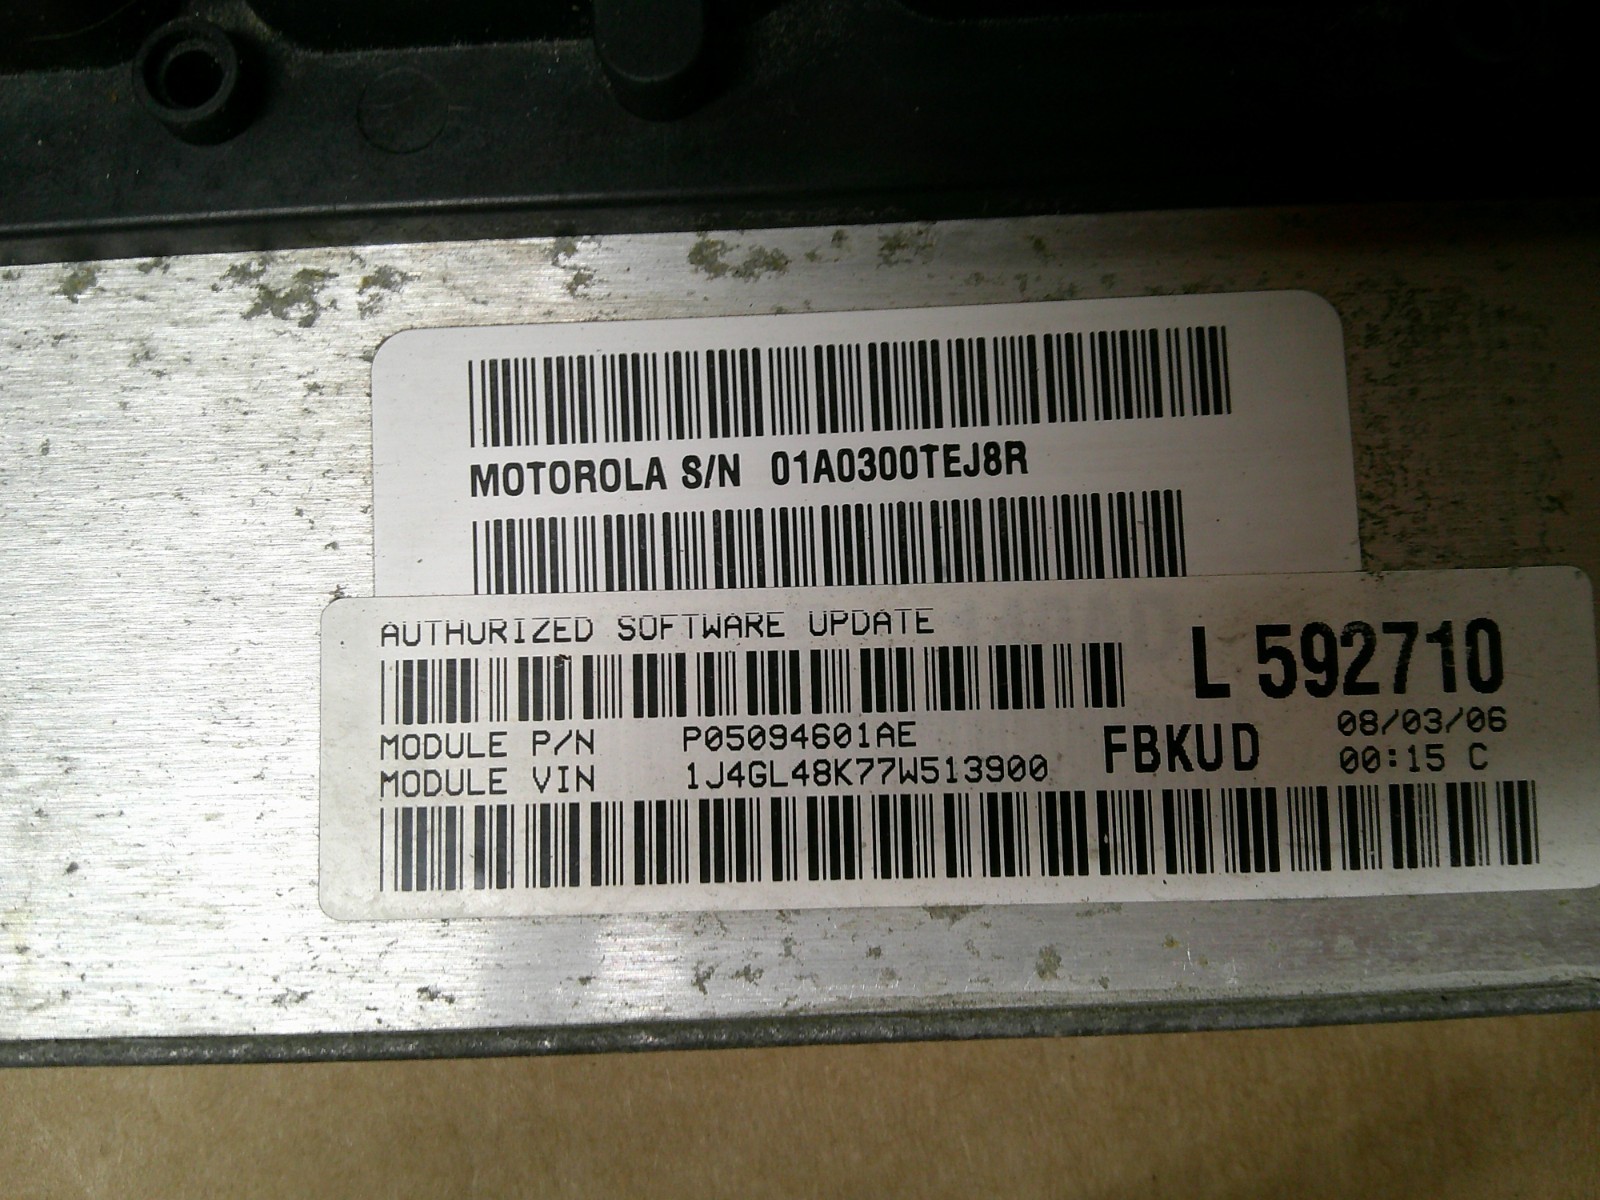 MOTOROLA S/N 01A0300TEJ8R
AUTHURIZED SOFTWARE UPDATE
L 592710
MODULE P/N P05094601AE
FBKUD
08/03/06
MODULE VIN 1J4GL48K77W513900
00:15 C